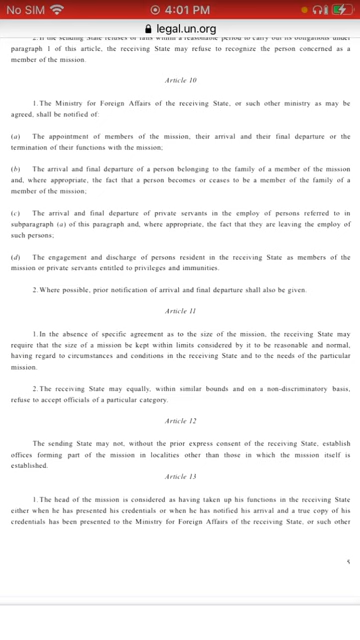 No SIM 4:01 PM
legal.un.org
2.If the sending State refuses or fails within a reasonable period to carry out its obligations under
paragraph 1 of this article, the receiving State may refuse to recognize the person concerned as a
member of the mission.
Article 10
1.The Ministry for Foreign Affairs of the receiving State, or such other ministry as may be
agreed, shall be notified of:
(a) The appointment of members of the mission, their arrival and their final departure or the
termination of their functions with the mission;
(b) The arrival and final departure of a person belonging to the family of a member of the mission
and, where appropriate, the fact that a person becomes or ceases to be a member of the family of a
member of the mission;
(c) The arrival and final departure of private servants in the employ of persons referred to in
subparagraph (a) of this paragraph and, where appropriate, the fact that they are leaving the employ of
such persons;
(d) The engagement and discharge of persons resident in the receiving State as members of the
mission or private servants entitled to privileges and immunities.
2.Where possible, prior notification of arrival and final departure shall also be given.
Article 11
1.In the absence of specific agreement as to the size of the mission, the receiving State may
require that the size of a mission be kept within limits considered by it to be reasonable and normal,
having regard to circumstances and conditions in the receiving State and to the needs of the particular
mission.
2.The receiving State may equally, within similar bounds and on a non-discriminatory basis,
refuse to accept officials of a particular category.
Article 12
The sending State may not, without the prior express consent of the receiving State, establish
offices forming part of the mission in localities other than those in which the mission itself is
established.
Article 13
1.The head of the mission is considered as having taken up his functions in the receiving State
either when he has presented his credentials or when he has notified his arrival and a true copy of his
credentials has been presented to the Ministry for Foreign Affairs of the receiving State, or such other
5